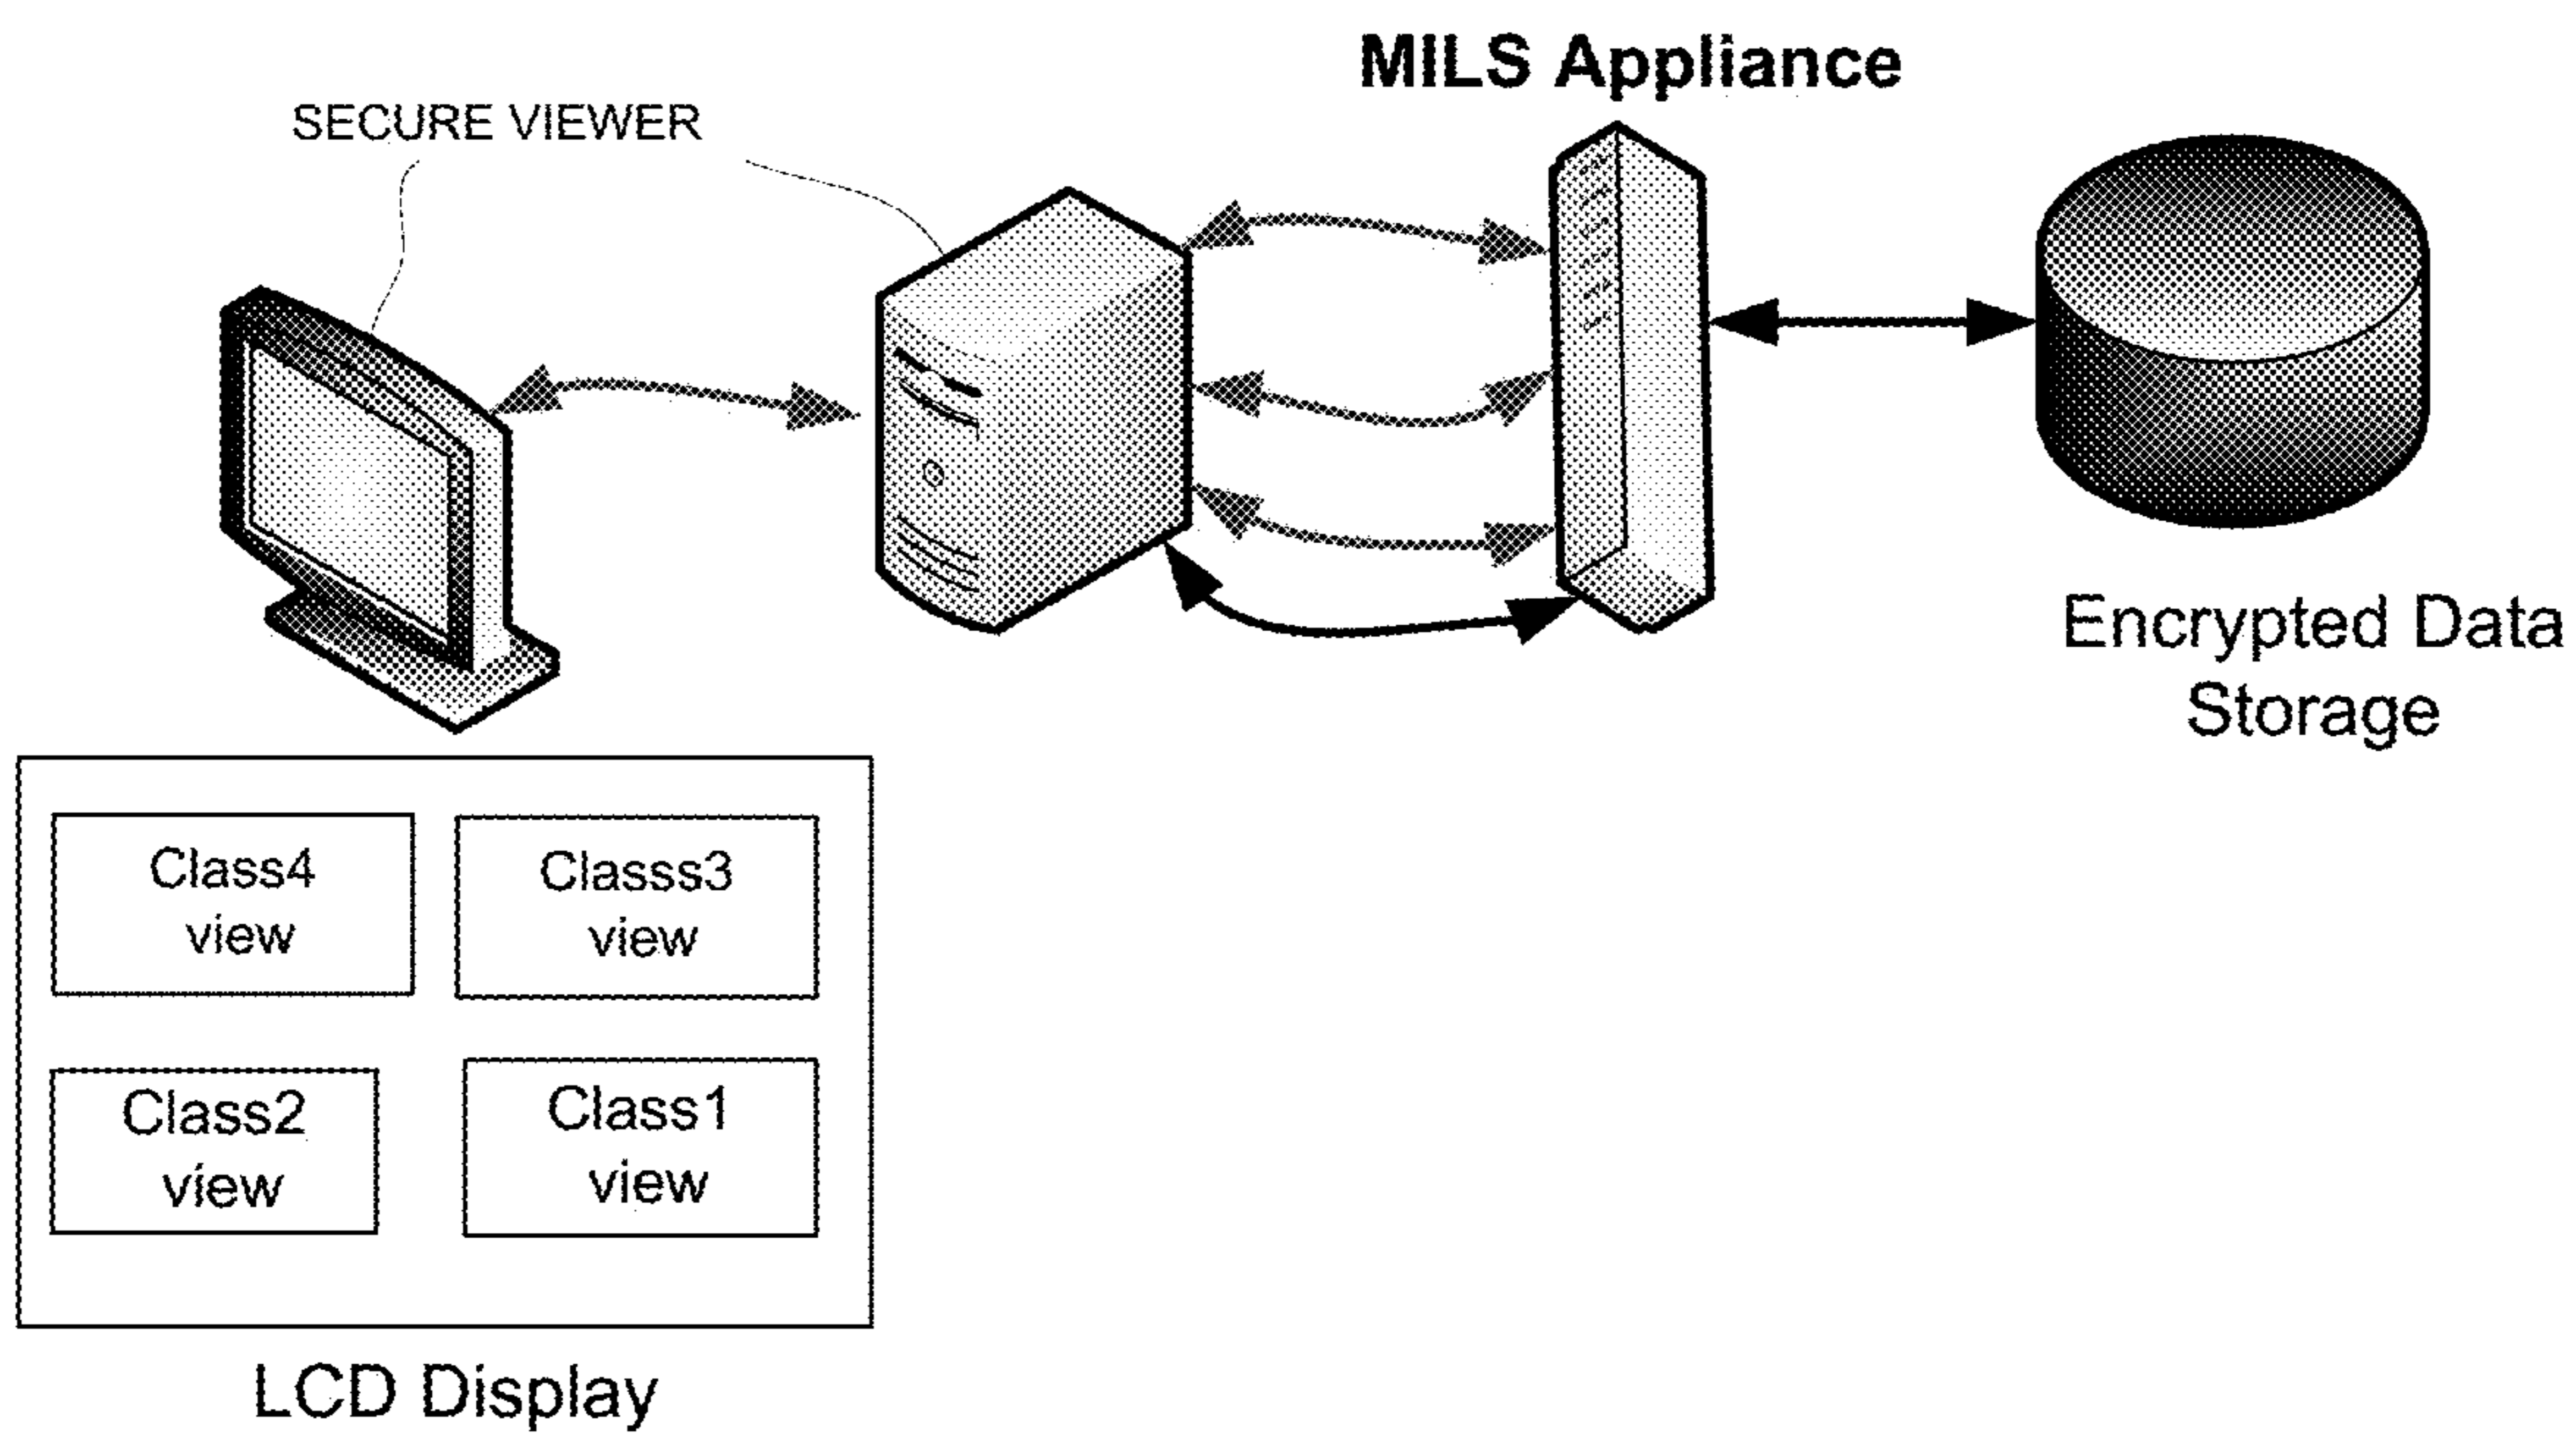 MILS Appliance
SECURE VIEWER
Encrypted Data
Storage
Class4
view
Classs3
view
Class2
view
Class1
view
LCD Display